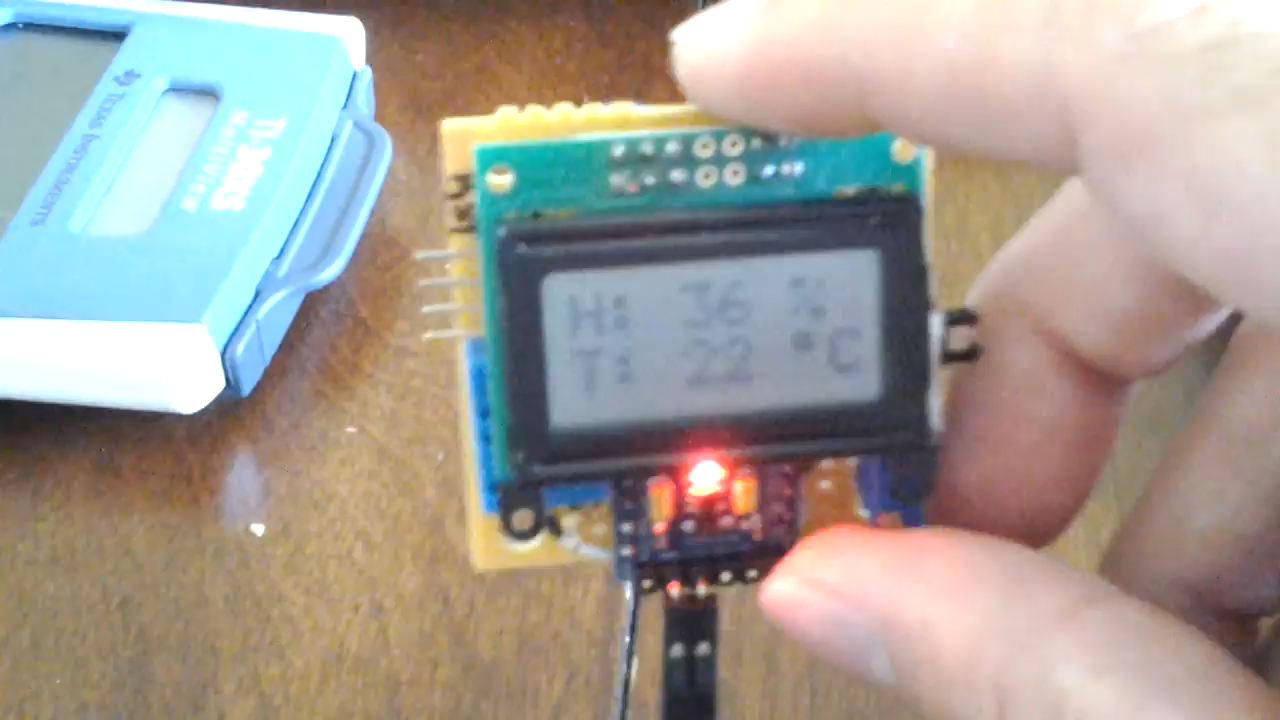 TEXAS INSTRUMENTS
TI-30XS
MultiView
H: 36 %
T: 22 °C